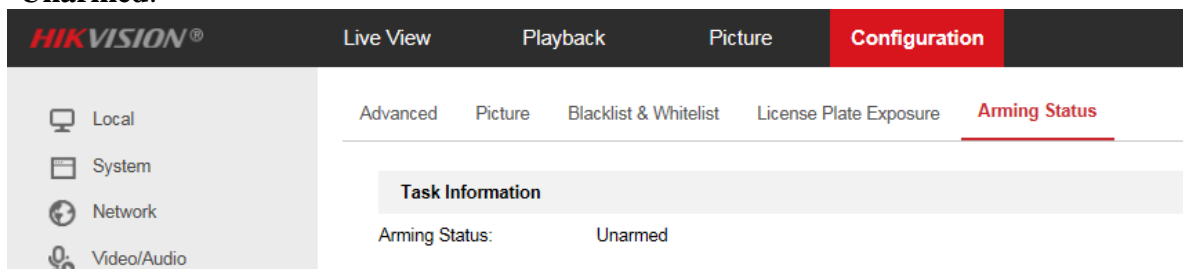 Unarmed.
HIKVISION® Live View Playback Picture Configuration
Local
System
Network
Video/Audio
Advanced Picture Blacklist & Whitelist License Plate Exposure Arming Status
Task Information
Arming Status: Unarmed